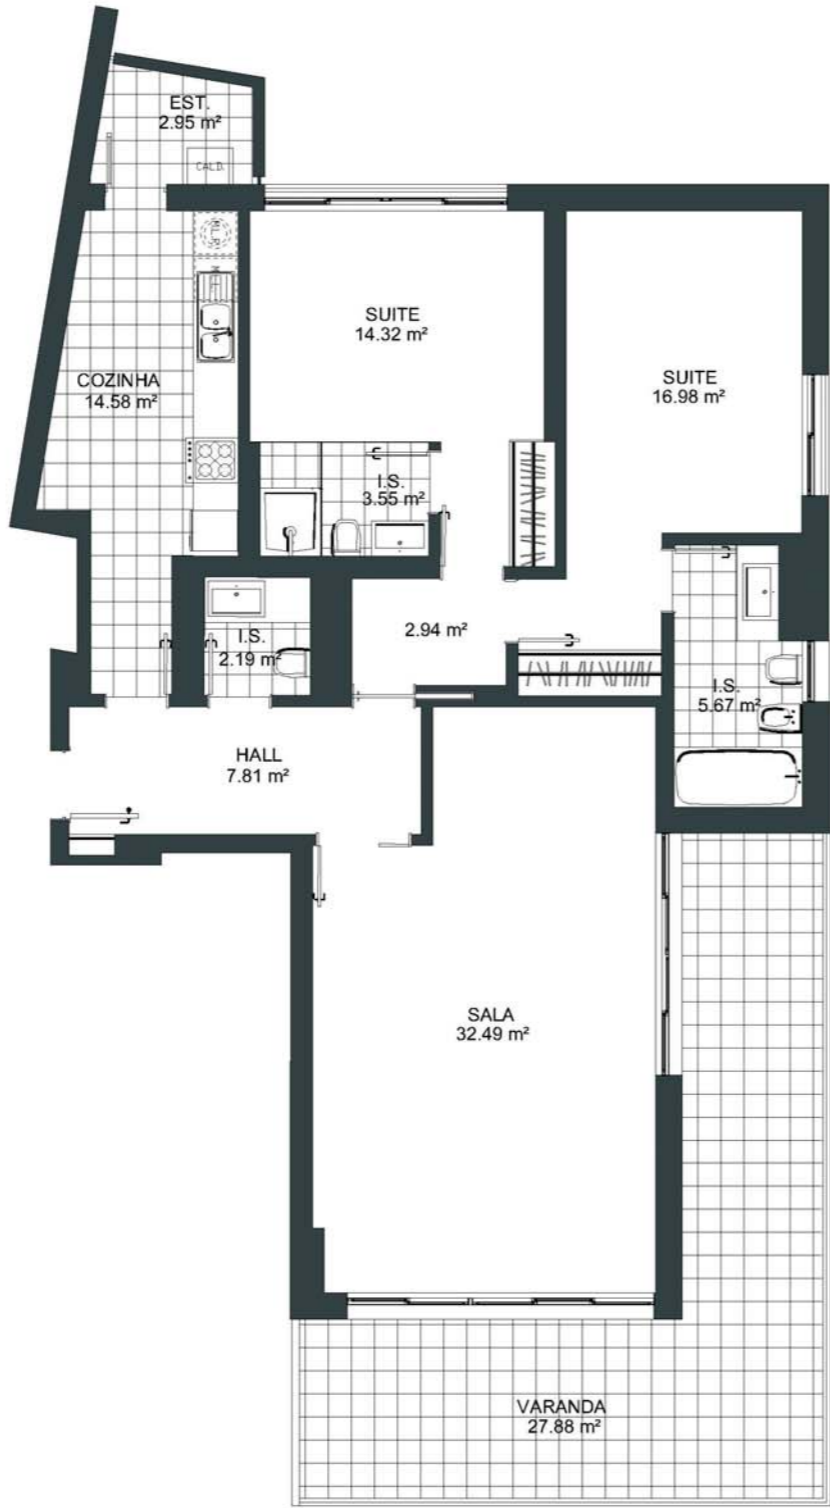 EST.
2.95 m²
CALD.
SUITE
14.32 m²
SUITE
16.98 m²
COZINHA
14.58 m²
I.S.
3.55 m²
I.S.
2.19 m²
2.94 m²
I.S.
5.67 m²
HALL
7.81 m²
SALA
32.49 m²
VARANDA
27.88 m²